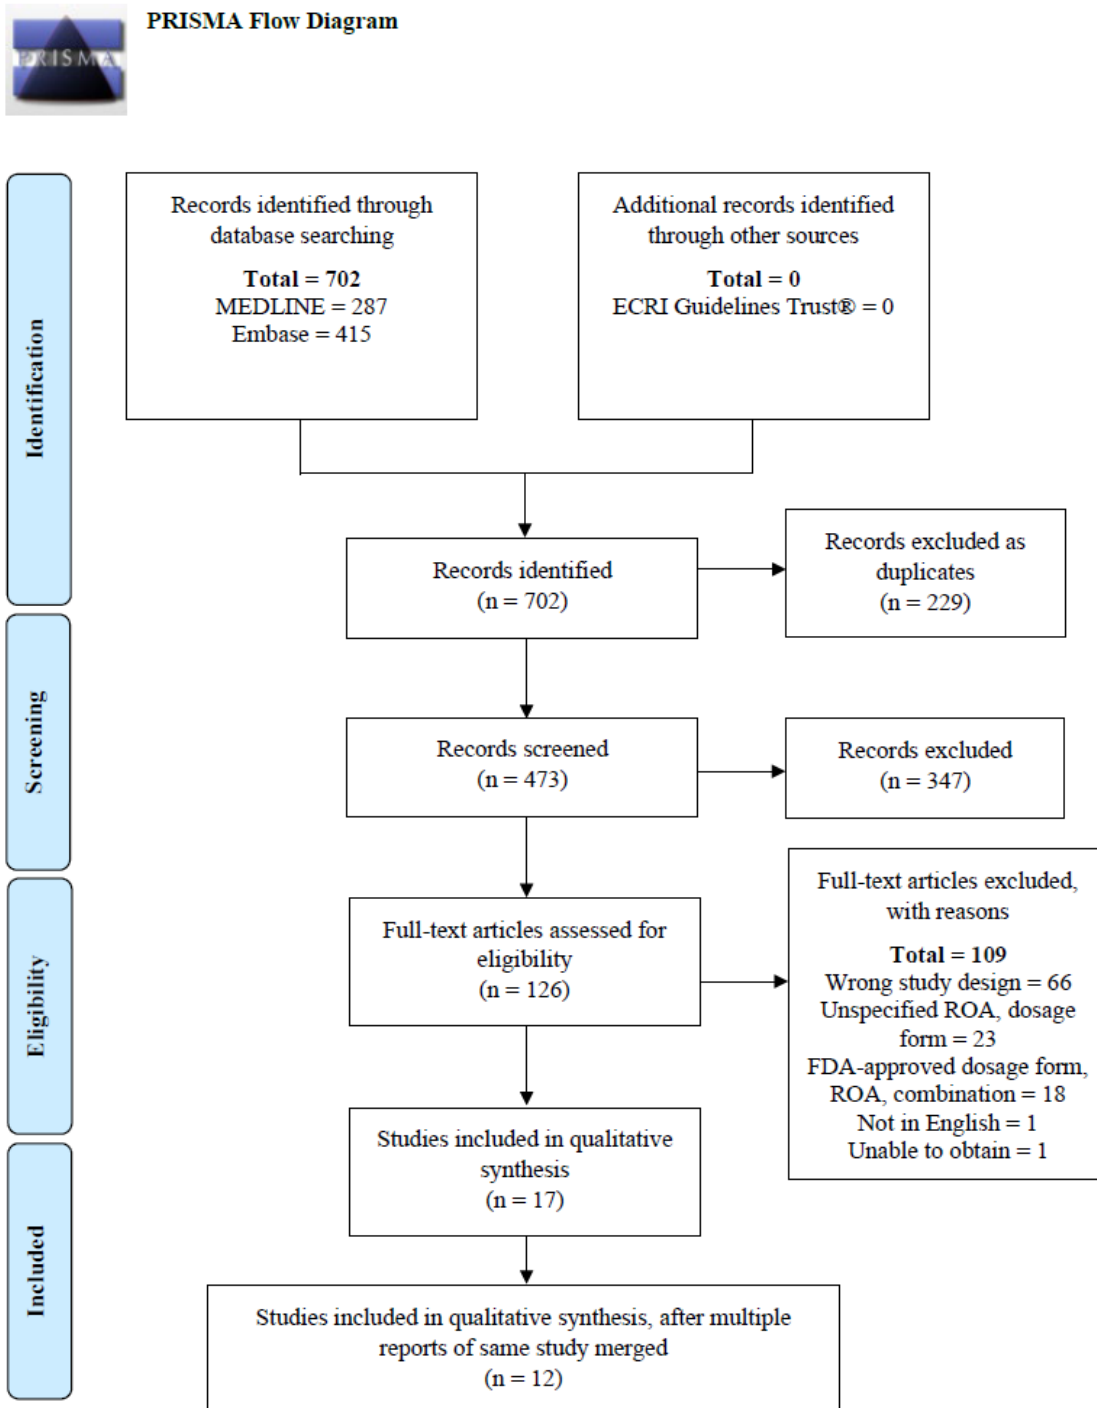 PRISMA Flow Diagram
PRISMA
Identification
Records identified through
database searching
Total = 702
MEDLINE = 287
Embase = 415
Additional records identified
through other sources
Total = 0
ECRI Guidelines Trust® = 0
Records identified
(n = 702)
Records excluded as
duplicates
(n = 229)
Screening
Records screened
(n = 473)
Records excluded
(n = 347)
Eligibility
Full-text articles assessed for
eligibility
(n = 126)
Full-text articles excluded,
with reasons
Total = 109
Wrong study design = 66
Unspecified ROA, dosage
form = 23
FDA-approved dosage form,
ROA, combination = 18
Not in English = 1
Unable to obtain = 1
Studies included in qualitative
synthesis
(n = 17)
Included
Studies included in qualitative synthesis, after multiple
reports of same study merged
(n = 12)